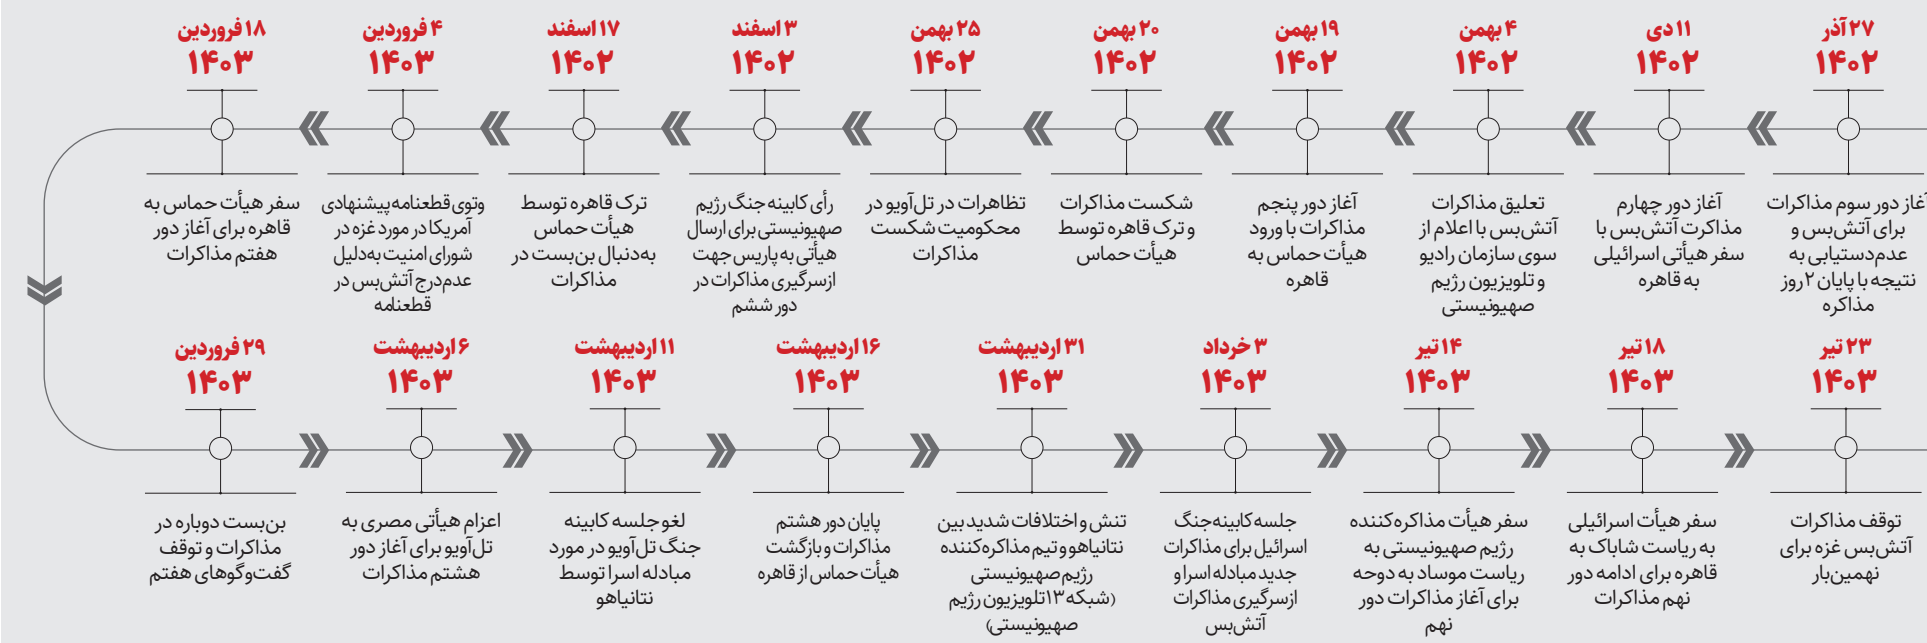 ۲۷ آذر
۱۴۰۲
آغاز دور سوم مذاکرات
برای آتش‌بس و
عدم‌دستیابی به
نتیجه با پایان ۲ روز
مذاکره
۱۱ دی
۱۴۰۲
آغاز دور چهارم
مذاکرت آتش‌بس با
سفر هیأتی اسرائیلی
به قاهره
۴ بهمن
۱۴۰۲
تعلیق مذاکرات
آتش‌بس با اعلام از
سوی سازمان رادیو
و تلویزیون رژیم
صهیونیستی
۱۹ بهمن
۱۴۰۲
آغاز دور پنجم
مذاکرات با ورود
هیأت حماس به
قاهره
۲۰ بهمن
۱۴۰۲
شکست مذاکرات
و ترک قاهره توسط
هیأت حماس
۲۵ بهمن
۱۴۰۲
تظاهرات در تل‌آویو در
محکومیت شکست
مذاکرات
۳ اسفند
۱۴۰۲
رأی کابینه جنگ رژیم
صهیونیستی برای ارسال
هیأتی به پاریس جهت
ازسرگیری مذاکرات در
دور ششم
۱۷ اسفند
۱۴۰۲
ترک قاهره توسط
هیأت حماس
به‌دنبال بن‌بست در
مذاکرات
۴ فروردین
۱۴۰۳
وتوی قطعنامه پیشنهادی
آمریکا در مورد غزه در
شورای امنیت به‌دلیل
عدم‌درج آتش‌بس در
قطعنامه
۱۸ فروردین
۱۴۰۳
سفر هیأت حماس به
قاهره برای آغاز دور
هفتم مذاکرات
۲۹ فروردین
۱۴۰۳
بن‌بست دوباره در
مذاکرات و توقف
گفت‌وگوهای هفتم
۶ اردیبهشت
۱۴۰۳
اعزام هیأتی مصری به
تل‌آویو برای آغاز دور
هشتم مذاکرات
۱۱ اردیبهشت
۱۴۰۳
لغو جلسه کابینه
جنگ تل‌آویو در مورد
مبادله اسرا توسط
نتانیاهو
۱۶ اردیبهشت
۱۴۰۳
پایان دور هشتم
مذاکرات و بازگشت
هیأت حماس از قاهره
۳۱ اردیبهشت
۱۴۰۳
تنش و اختلافات شدید بین
نتانیاهو و تیم مذاکره‌کننده
رژیم صهیونیستی
(شبکه ۱۳ تلویزیون رژیم
صهیونیستی)
۳ خرداد
۱۴۰۳
جلسه کابینه جنگ
اسرائیل برای مذاکرات
جدید مبادله اسرا و
ازسرگیری مذاکرات
آتش‌بس
۱۴ تیر
۱۴۰۳
سفر هیأت مذاکره‌کننده
رژیم صهیونیستی به
ریاست موساد به دوحه
برای آغاز مذاکرات دور
نهم
۱۸ تیر
۱۴۰۳
سفر هیأت اسرائیلی
به ریاست شاباک به
قاهره برای ادامه دور
نهم مذاکرات
۲۳ تیر
۱۴۰۳
توقف مذاکرات
آتش‌بس غزه برای
نهمین‌بار